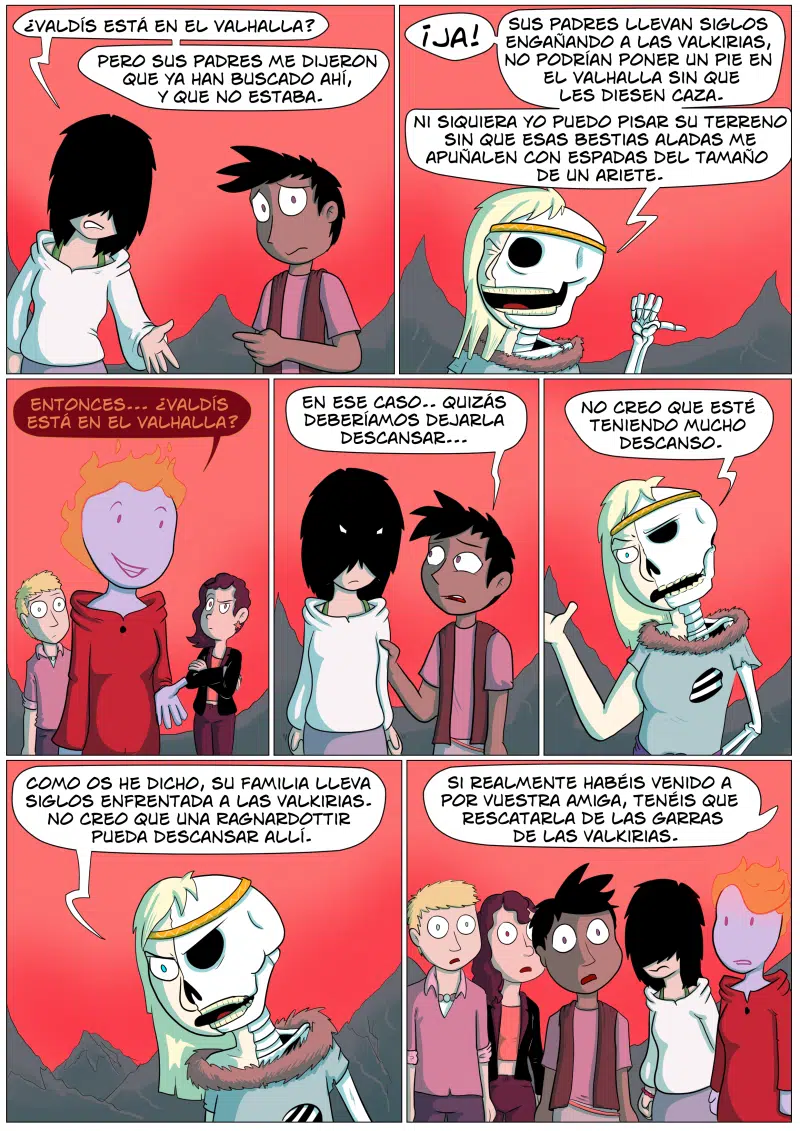 ¿VALDÍS ESTÁ EN EL VALHALLA?
PERO SUS PADRES ME DIJERON
QUE YA HAN BUSCADO AHÍ,
Y QUE NO ESTABA.
¡JA!
SUS PADRES LLEVAN SIGLOS
ENGAÑANDO A LAS VALKIRIAS,
NO PODRÍAN PONER UN PIE EN
EL VALHALLA SIN QUE
LES DIESEN CAZA.
NI SIQUIERA YO PUEDO PISAR SU TERRENO
SIN QUE ESAS BESTIAS ALADAS ME
APUÑALEN CON ESPADAS DEL TAMAÑO
DE UN ARIETE.
ENTONCES... ¿VALDÍS
ESTÁ EN EL VALHALLA?
EN ESE CASO.. QUIZÁS
DEBERÍAMOS DEJARLA
DESCANSAR...
NO CREO QUE ESTÉ
TENIENDO MUCHO
DESCANSO.
COMO OS HE DICHO, SU FAMILIA LLEVA
SIGLOS ENFRENTADA A LAS VALKIRIAS.
NO CREO QUE UNA RAGNARDOTTIR
PUEDA DESCANSAR ALLÍ.
SI REALMENTE HABÉIS VENIDO A
POR VUESTRA AMIGA, TENÉIS QUE
RESCATARLA DE LAS GARRAS
DE LAS VALKIRIAS.